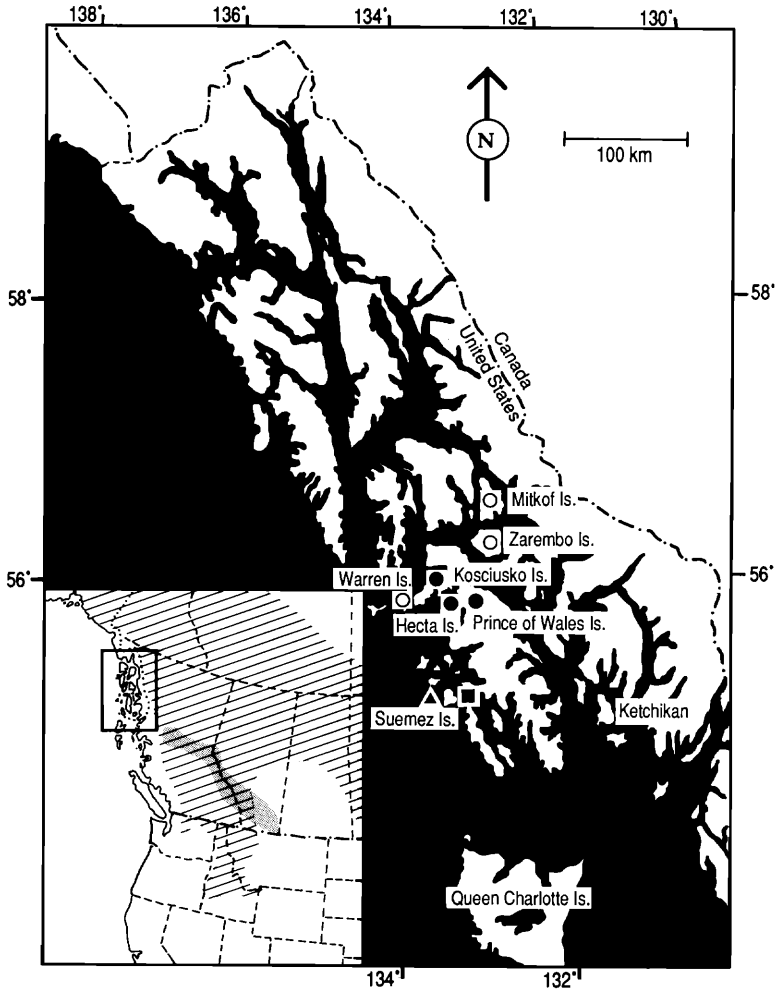 138° 136° 134° 132° 130°
N
100 km
58° 58°
Canada
United States
Mitkof Is.
Zarembo Is.
56° 56°
Warren Is. Kosciusko Is.
Hecta Is. Prince of Wales Is.
Suemez Is. Ketchikan
Queen Charlotte Is.
134° 132°